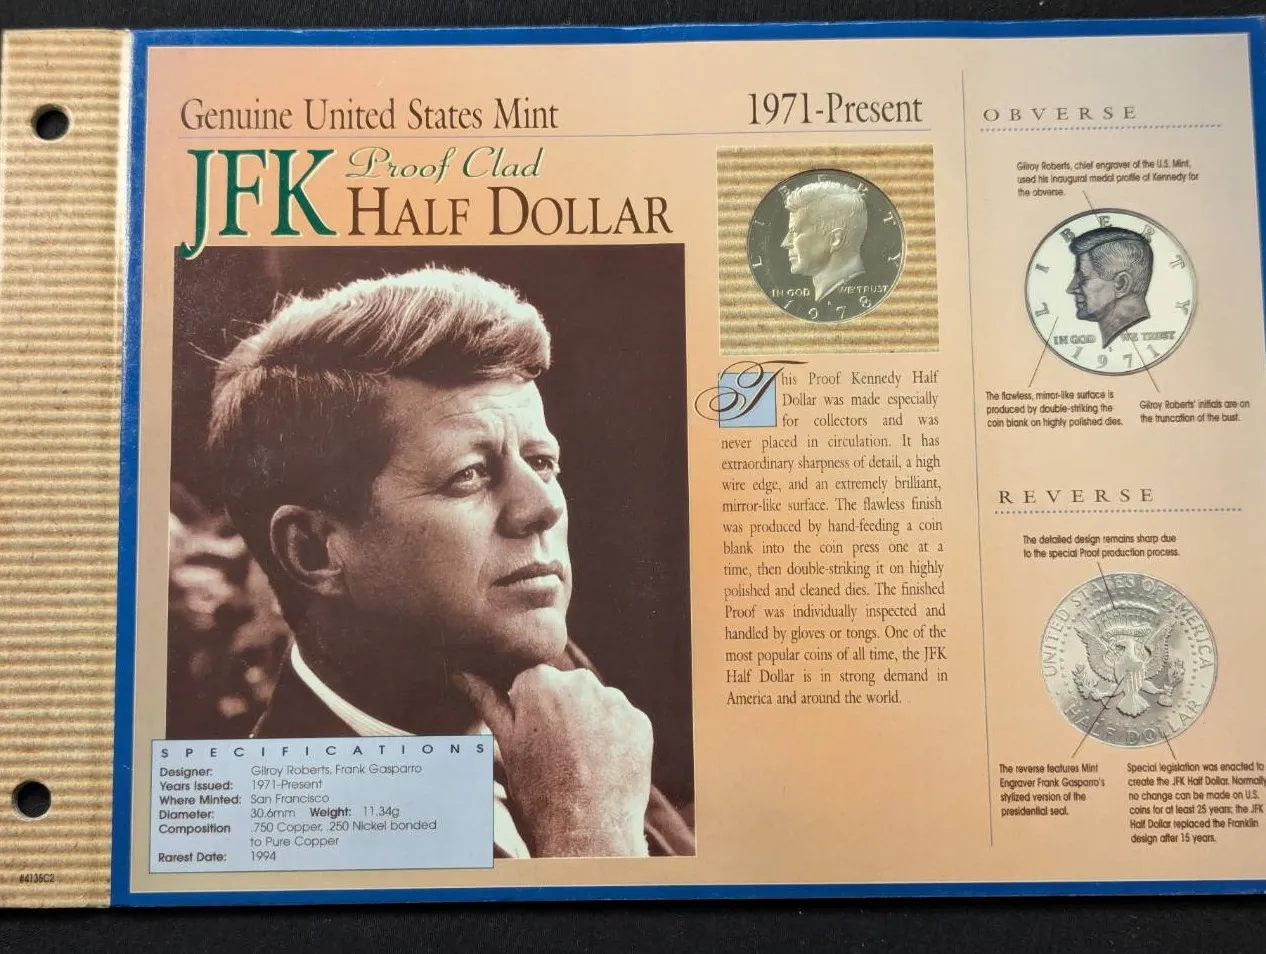 Genuine United States Mint
1971-Present
JFK Proof Clad
HALF DOLLAR
LIBERTY
IN GOD WE TRUST
1978
This Proof Kennedy Half
Dollar was made especially
for collectors and was
never placed in circulation. It has
extraordinary sharpness of detail, a high
wire edge, and an extremely brilliant,
mirror-like surface. The flawless finish
was produced by hand-feeding a coin
blank into the coin press one at a
time, then double-striking it on highly
polished and cleaned dies. The finished
Proof was individually inspected and
handled by gloves or tongs. One of the
most popular coins of all time, the JFK
Half Dollar is in strong demand in
America and around the world.
SPECIFICATIONS
Designer: Gilroy Roberts, Frank Gasparro
Years Issued: 1971-Present
Where Minted: San Francisco
Diameter: 30.6mm Weight: 11.34g
Composition .750 Copper, .250 Nickel bonded
to Pure Copper
Rarest Date: 1994
#4136C2
OBVERSE
Gilroy Roberts, chief engraver of the U.S. Mint,
used his inaugural medal profile of Kennedy for
the obverse.
LIBERTY
IN GOD WE TRUST
1971
The flawless, mirror-like surface is
produced by double-striking the
coin blank on highly polished dies.
Gilroy Roberts' initials are on
the truncation of the bust.
REVERSE
The detailed design remains sharp due
to the special Proof production process.
UNITED STATES OF AMERICA
HALF DOLLAR
The reverse features Mint
Engraver Frank Gasparro's
stylized version of the
presidential seal.
Special legislation was enacted to
create the JFK Half Dollar. Normally
no change can be made on U.S.
coins for at least 25 years; the JFK
Half Dollar replaced the Franklin
design after 15 years.